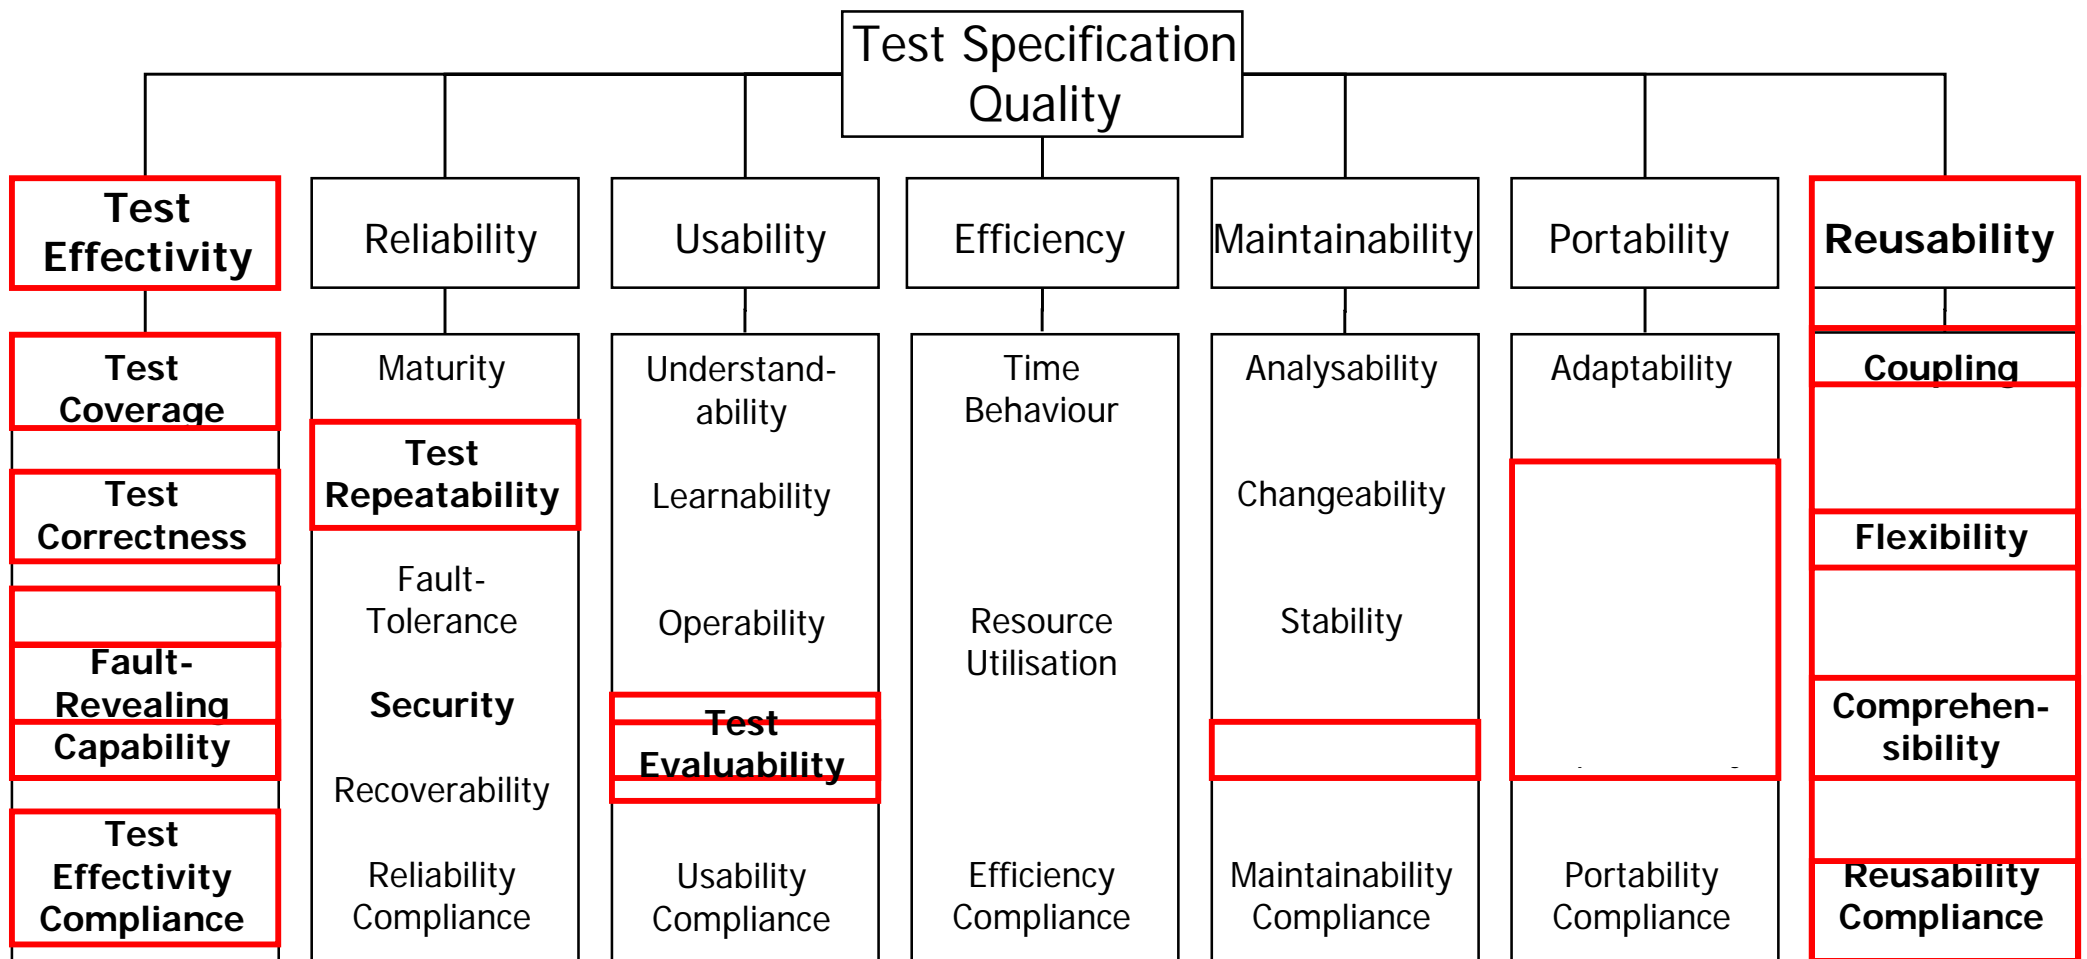 Test Specification
Quality
Test
Effectivity
Reliability
Usability
Efficiency
Maintainability
Portability
Reusability
Test
Coverage
Test
Correctness
Fault-
Revealing
Capability
Test
Effectivity
Compliance
Maturity
Test
Repeatability
Fault-
Tolerance
Security
Recoverability
Reliability
Compliance
Understand-
ability
Learnability
Operability
Test
Evaluability
Usability
Compliance
Time
Behaviour
Resource
Utilisation
Efficiency
Compliance
Analysability
Changeability
Stability
Maintainability
Compliance
Adaptability
Portability
Compliance
Coupling
Flexibility
Comprehen-
sibility
Reusability
Compliance